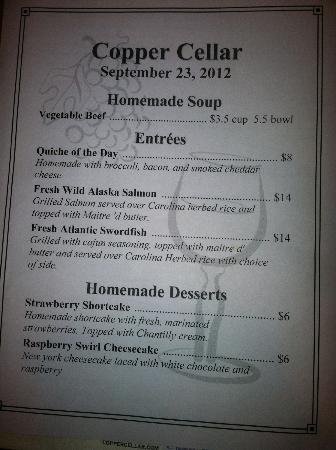 Copper Cellar
September 23, 2012
Homemade Soup
Vegetable Beef ................................ $3.5 cup 5.5 bowl
Entrées
Quiche of the Day ................................................ $8
Homemade with broccoli, bacon, and smoked cheddar
cheese
Fresh Wild Alaska Salmon .................................. $14
Grilled Salmon served over Carolina herbed rice and
topped with Maitre 'd butter.
Fresh Atlantic Swordfish ..................................... $14
Grilled with cajun seasoning, topped with maitre d'
butter and served over Carolina Herbed rice with choice
of side.
Homemade Desserts
Strawberry Shortcake ........................................... $6
Homemade shortcake with fresh, marinated
strawberries. Topped with Chantilly cream.
Raspberry Swirl Cheesecake ................................ $6
New york cheesecake laced with white chocolate and
raspberry
COPPERCELLAR.COM